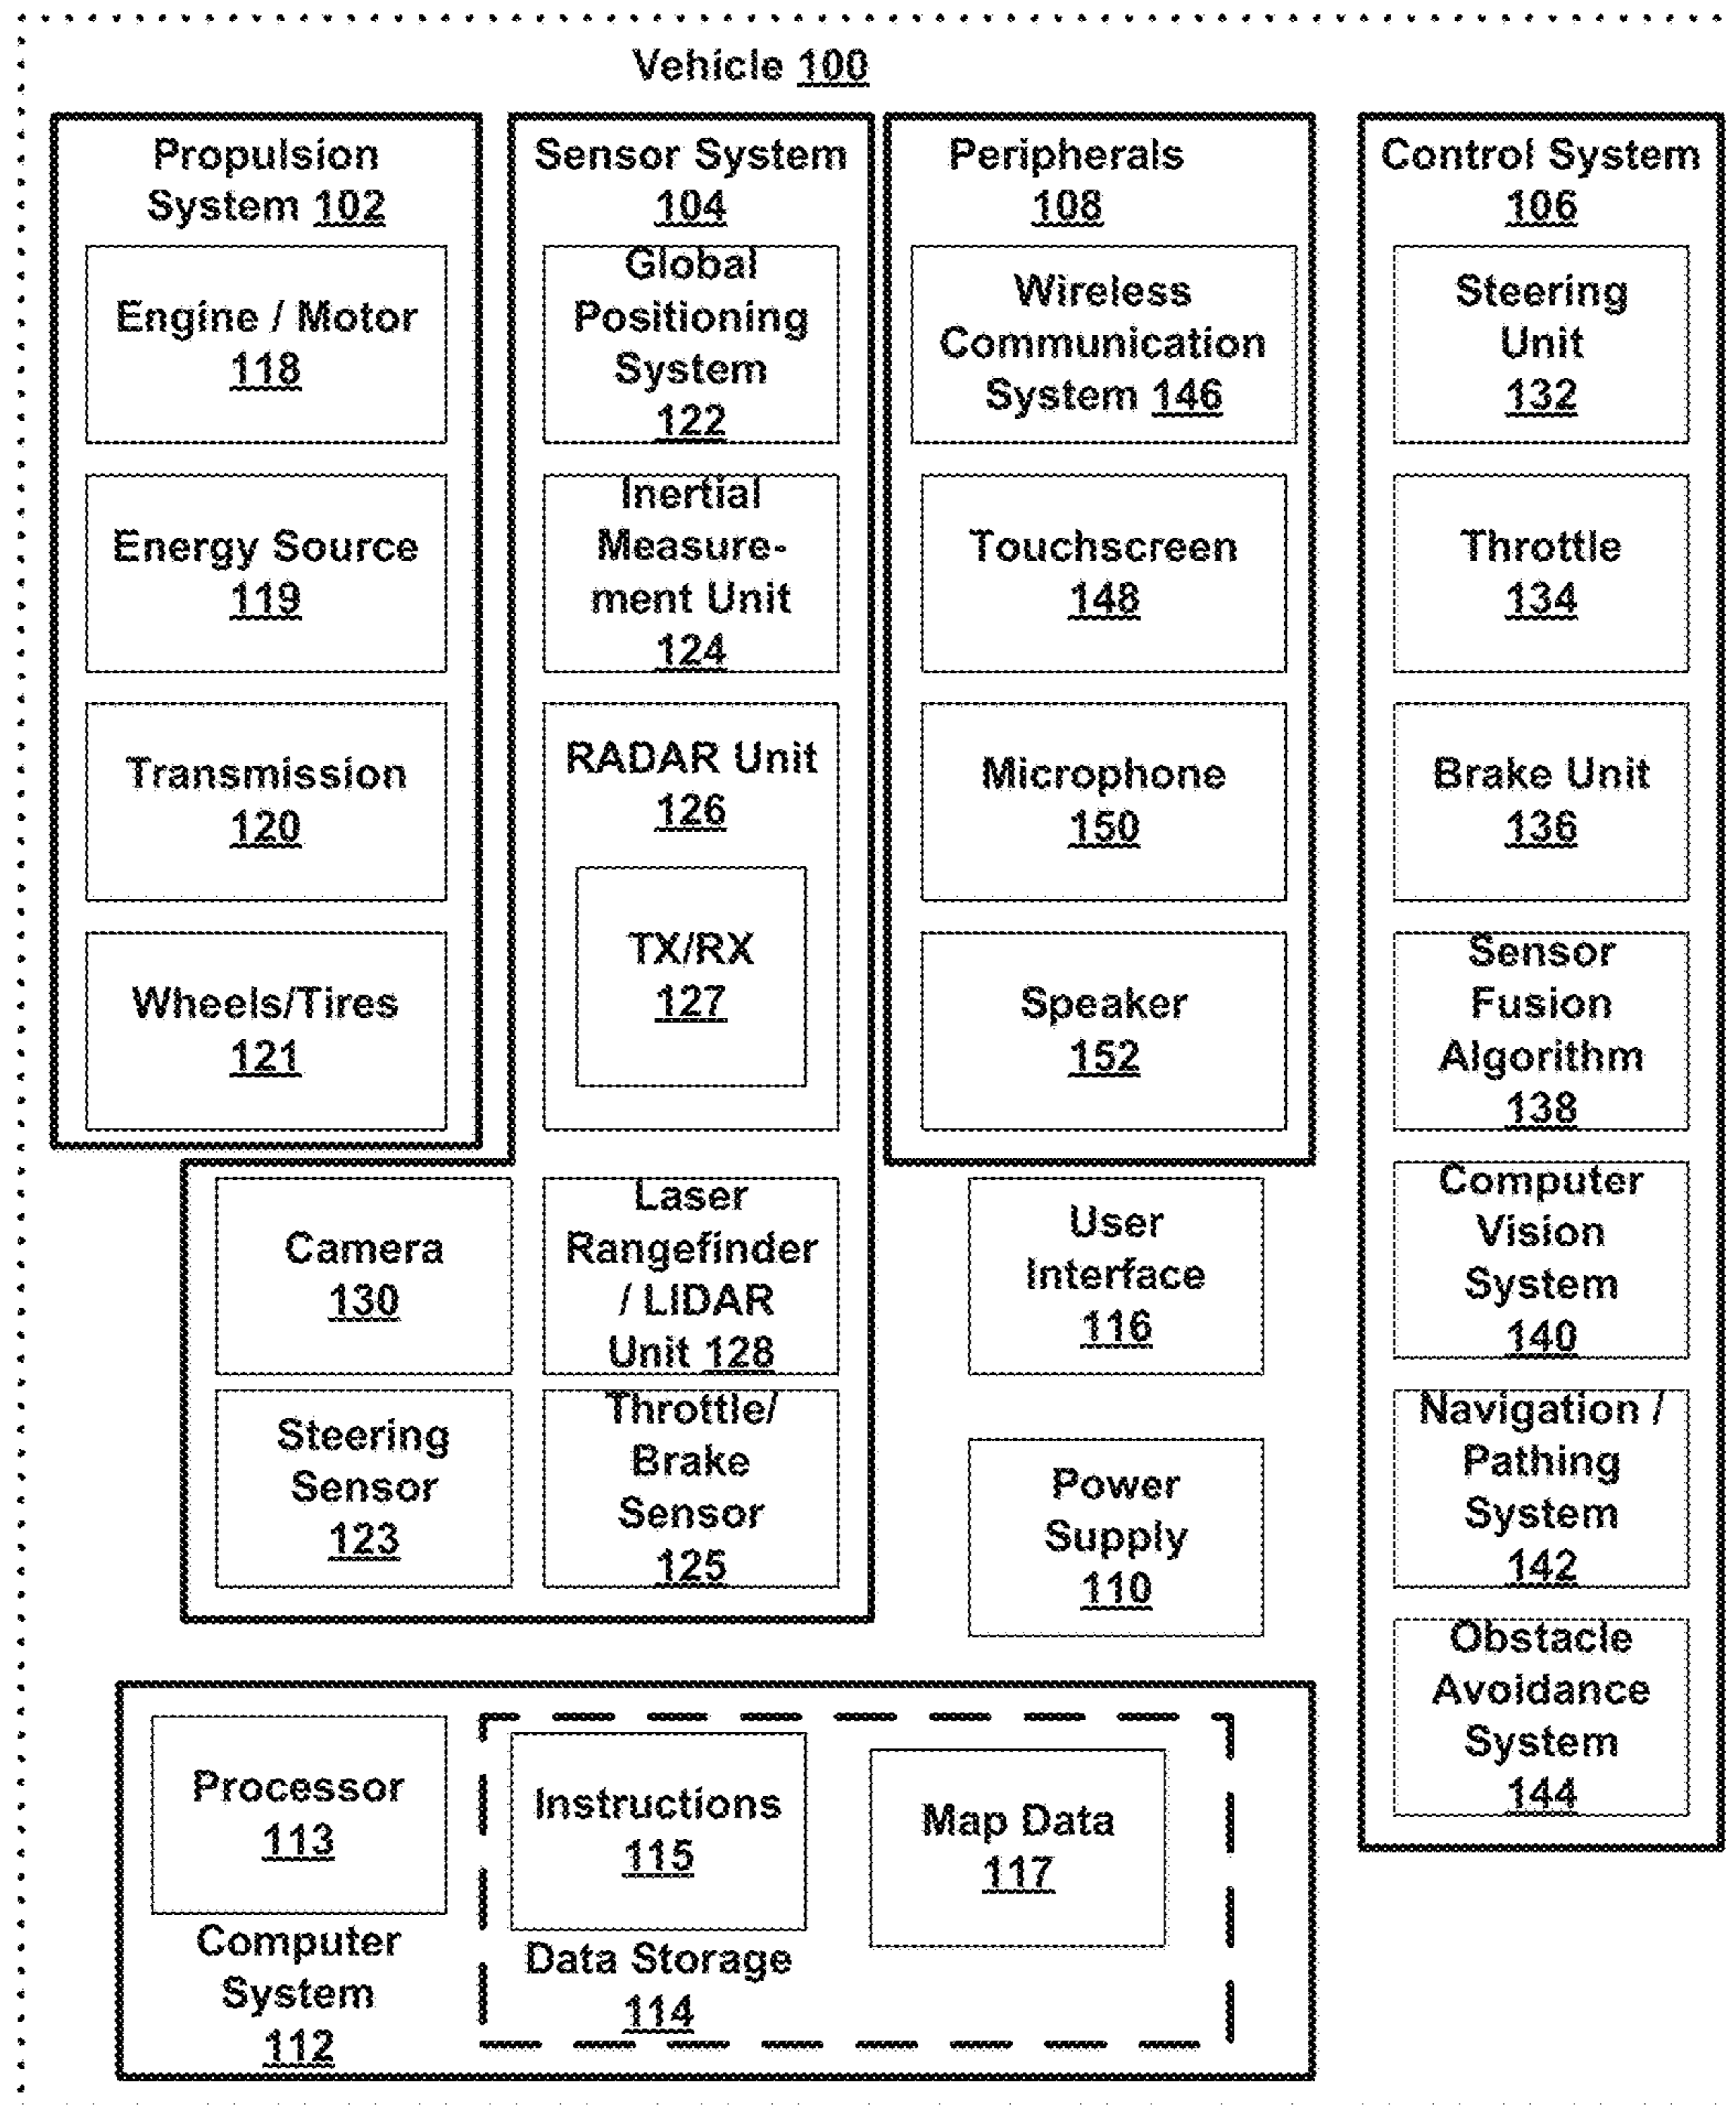 Vehicle 100
Propulsion
System 102
Engine / Motor
118
Energy Source
119
Transmission
120
Wheels/Tires
121
Sensor System
104
Global
Positioning
System
122
Inertial
Measure-
ment Unit
124
RADAR Unit
126
TX/RX
127
Camera
130
Laser
Rangefinder
/ LIDAR
Unit 128
Steering
Sensor
123
Throttle/
Brake
Sensor
125
Peripherals
108
Wireless
Communication
System 146
Touchscreen
148
Microphone
150
Speaker
152
User
Interface
116
Power
Supply
110
Control System
106
Steering
Unit
132
Throttle
134
Brake Unit
136
Sensor
Fusion
Algorithm
138
Computer
Vision
System
140
Navigation /
Pathing
System
142
Obstacle
Avoidance
System
144
Processor
113
Computer
System
112
Instructions
115
Data Storage
114
Map Data
117